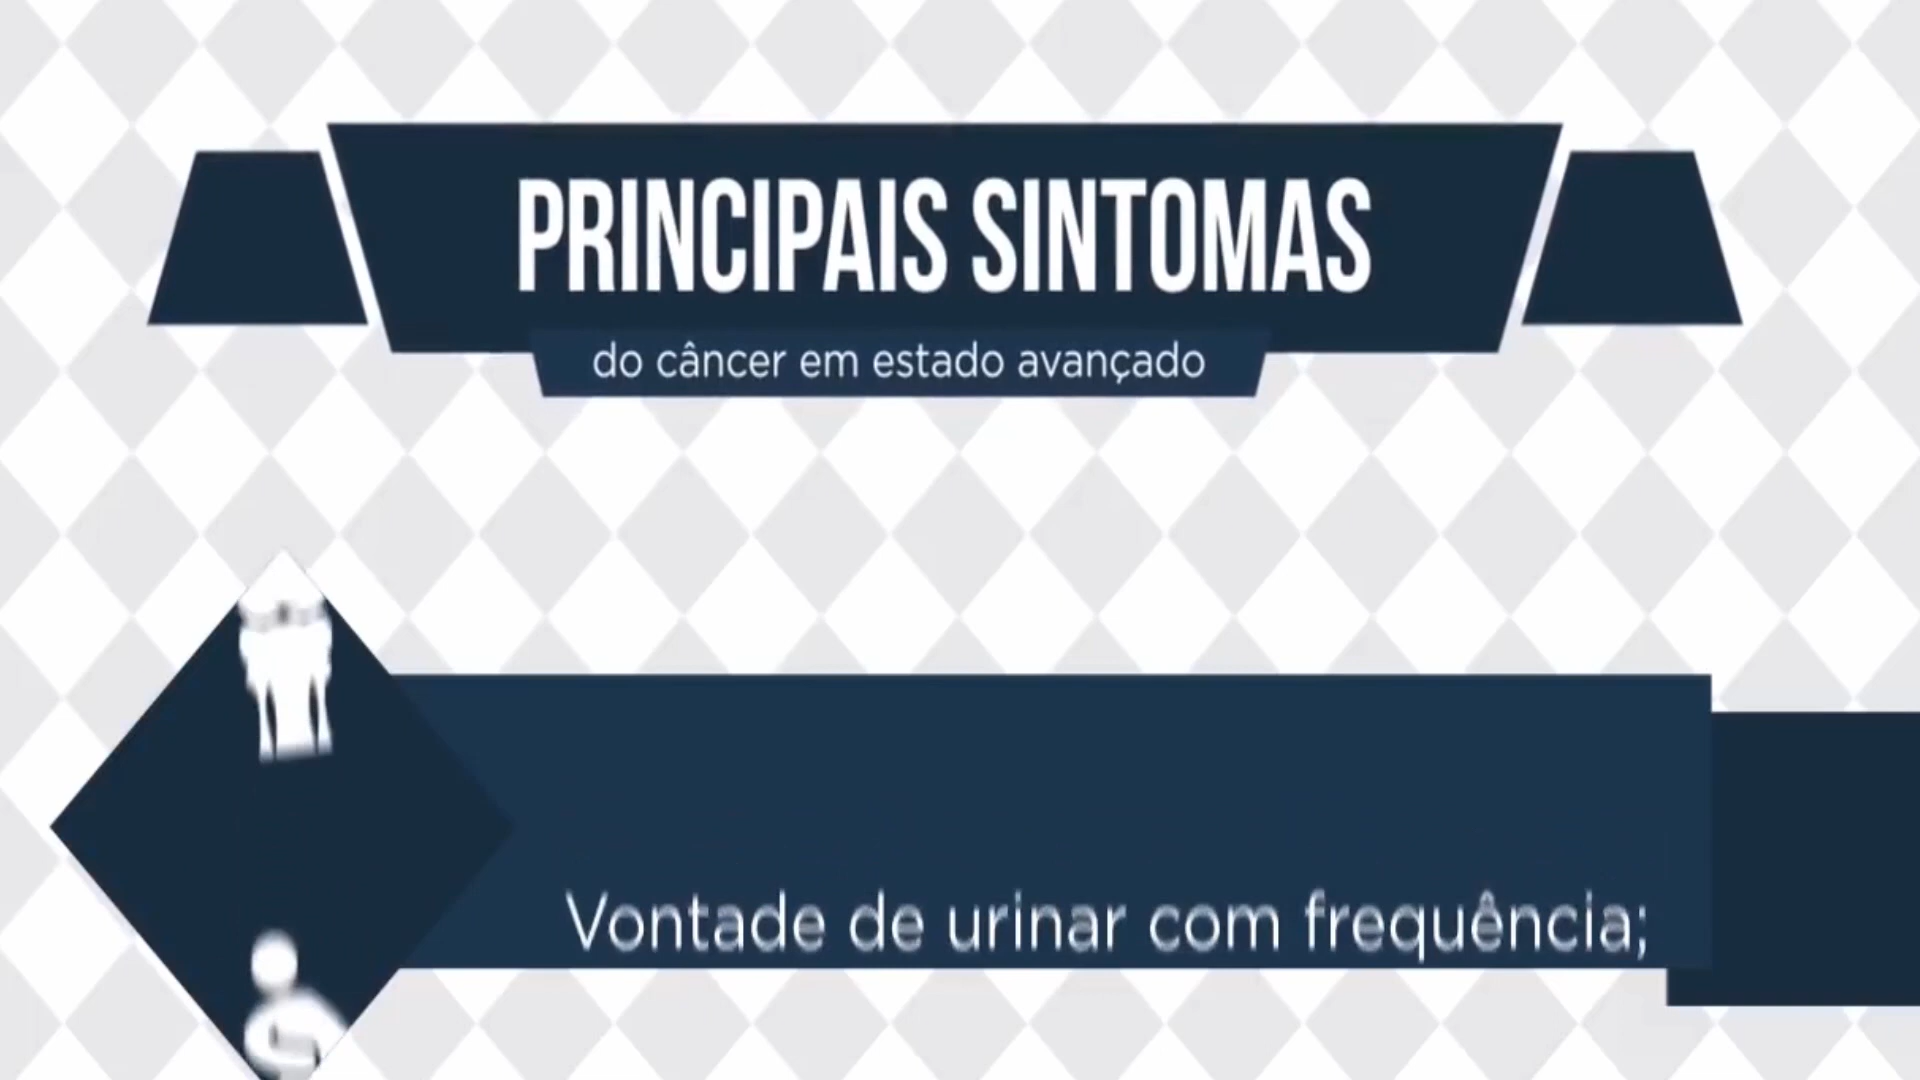 PRINCIPAIS SINTOMAS
do câncer em estado avançado
Vontade de urinar com frequência;